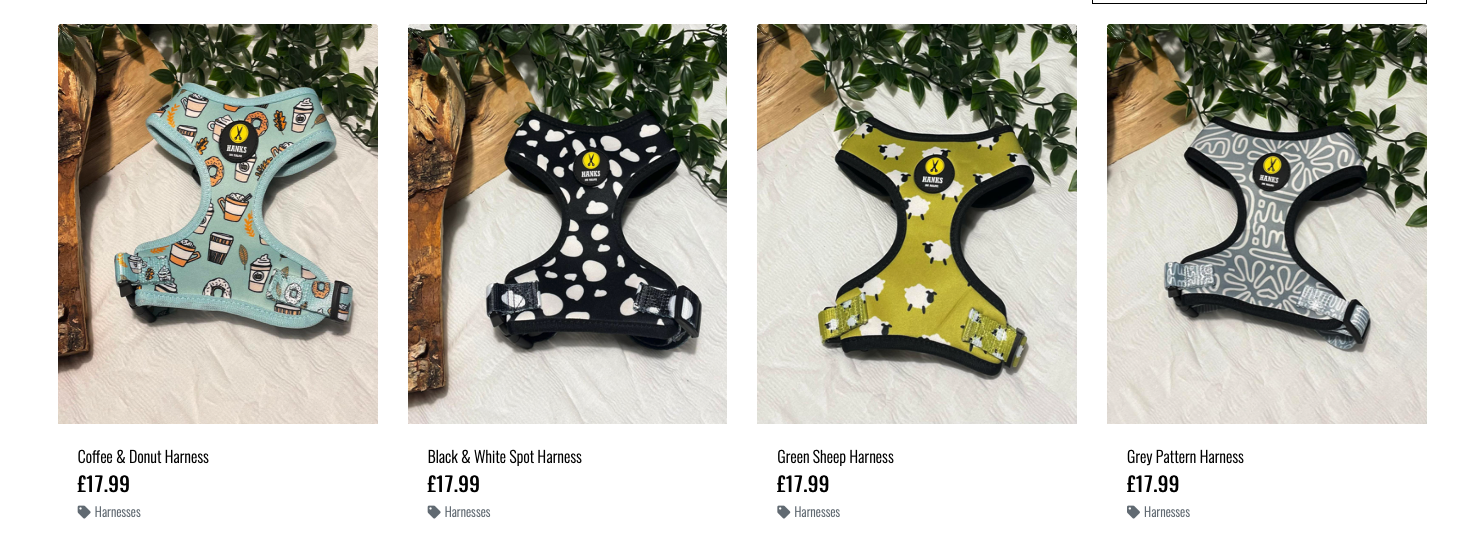 HANKS
HANKS
HANKS
HANKS
Coffee & Donut Harness
Black & White Spot Harness
Green Sheep Harness
Grey Pattern Harness
£17.99
£17.99
£17.99
£17.99
Harnesses
Harnesses
Harnesses
Harnesses